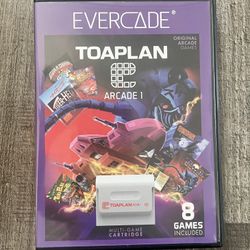 EVERCADE
TOAPLAN
ARCADE 1
ORIGINAL
ARCADE
GAMES
TOAPLAN
MULTI-GAME
CARTRIDGE
8
GAMES
INCLUDED